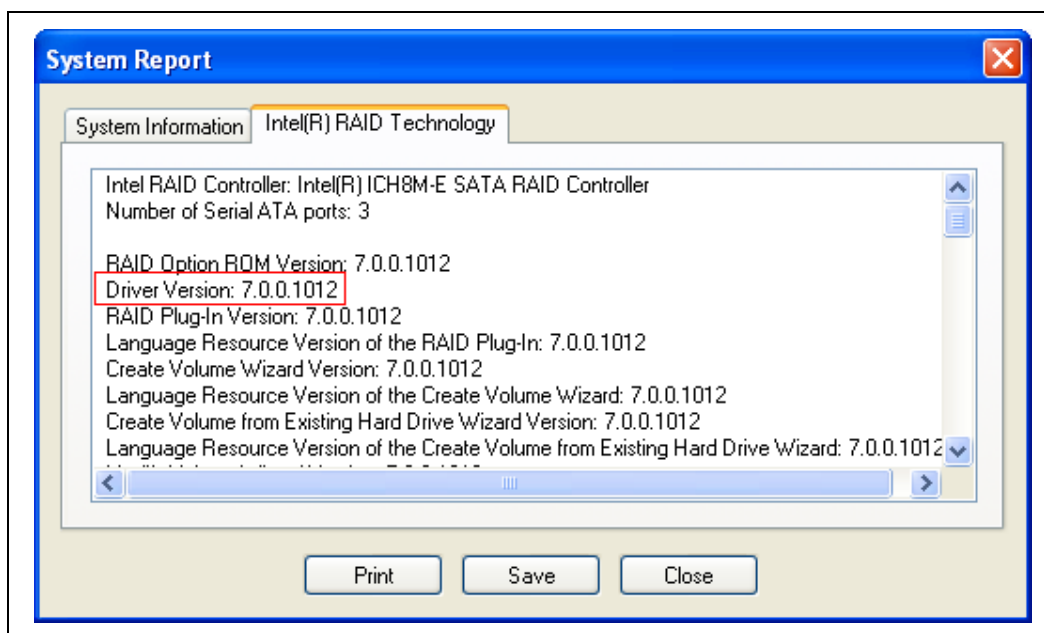 System Report
System Information
Intel(R) RAID Technology
Intel RAID Controller: Intel(R) ICH8M-E SATA RAID Controller
Number of Serial ATA ports: 3
RAID Option ROM Version: 7.0.0.1012
Driver Version: 7.0.0.1012
RAID Plug-In Version: 7.0.0.1012
Language Resource Version of the RAID Plug-In: 7.0.0.1012
Create Volume Wizard Version: 7.0.0.1012
Language Resource Version of the Create Volume Wizard: 7.0.0.1012
Create Volume from Existing Hard Drive Wizard Version: 7.0.0.1012
Language Resource Version of the Create Volume from Existing Hard Drive Wizard: 7.0.0.1012
Print
Save
Close